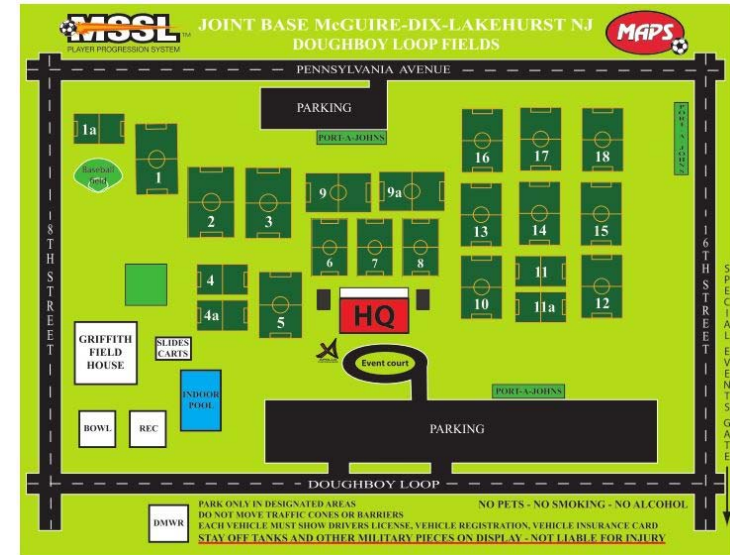 MSSL
PLAYER PROGRESSION SYSTEM
TM
JOINT BASE McGUIRE-DIX-LAKEHURST NJ
DOUGHBOY LOOP FIELDS
MAPS
PENNSYLVANIA AVENUE
PARKING
PORT-A-JOHNS
PORT-A-JOHNS
1a
1
Baseball
field
2
3
9
9a
16
17
18
6
7
8
13
14
15
4
4a
5
HQ
10
11
11a
12
8TH STREET
16TH STREET
SPECIAL EVENTS GATE
GRIFFITH
FIELD
HOUSE
SLIDES
CARTS
INDOOR
POOL
BOWL
REC
Event court
PORT-A-JOHNS
PARKING
DOUGHBOY LOOP
DMWR
PARK ONLY IN DESIGNATED AREAS
DO NOT MOVE TRAFFIC CONES OR BARRIERS
EACH VEHICLE MUST SHOW DRIVERS LICENSE, VEHICLE REGISTRATION, VEHICLE INSURANCE CARD
STAY OFF TANKS AND OTHER MILITARY PIECES ON DISPLAY - NOT LIABLE FOR INJURY
NO PETS - NO SMOKING - NO ALCOHOL